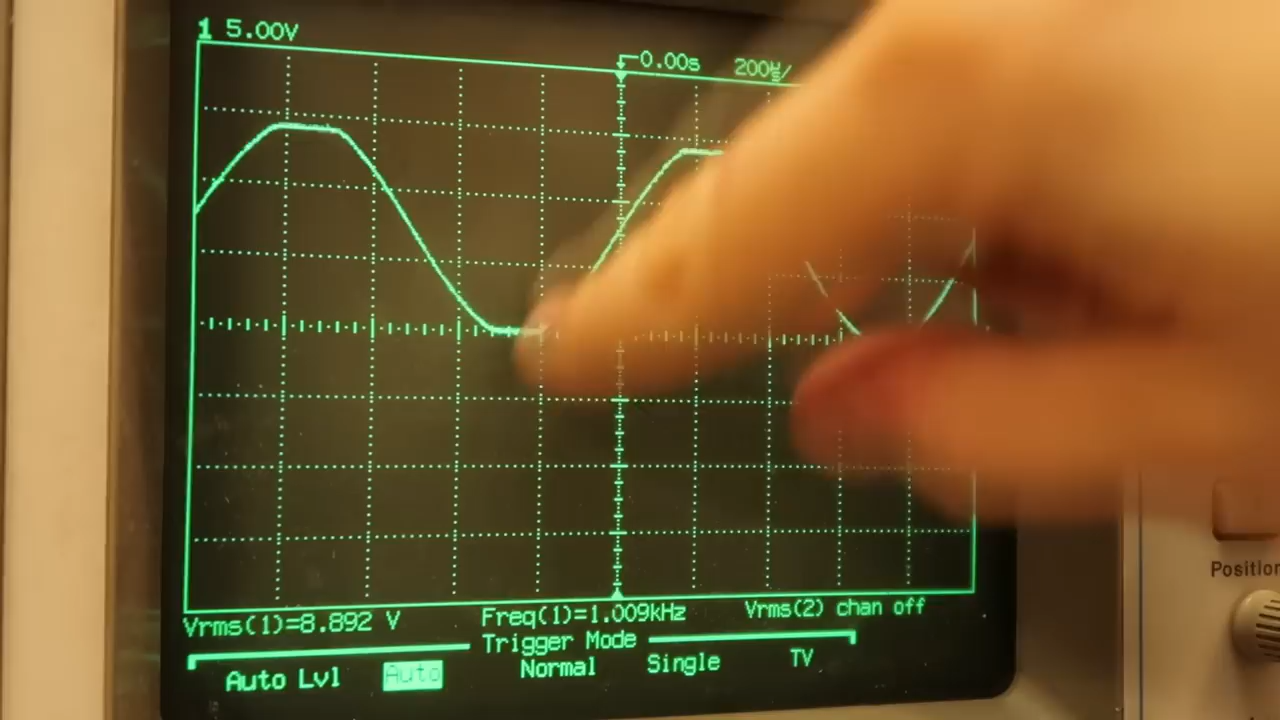 1 5.00V
0.00s 200µs/
Vrms(1)=8.892 V Freq(1)=1.009kHz Vrms(2) chan off
Trigger Mode
Auto Lvl Auto Normal Single TV
Position